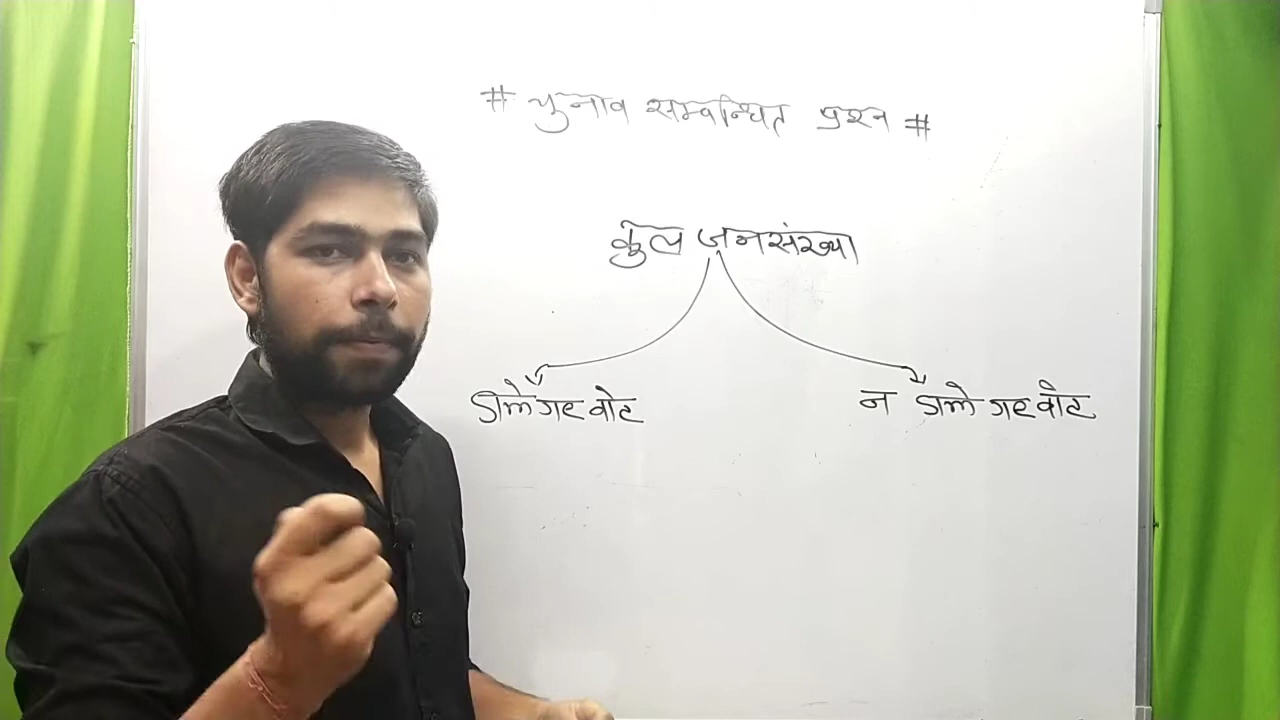 # चुनाव सम्बन्धित प्रश्न #
कुल जनसंख्या
डाले गए वोट
न डाले गए वोट